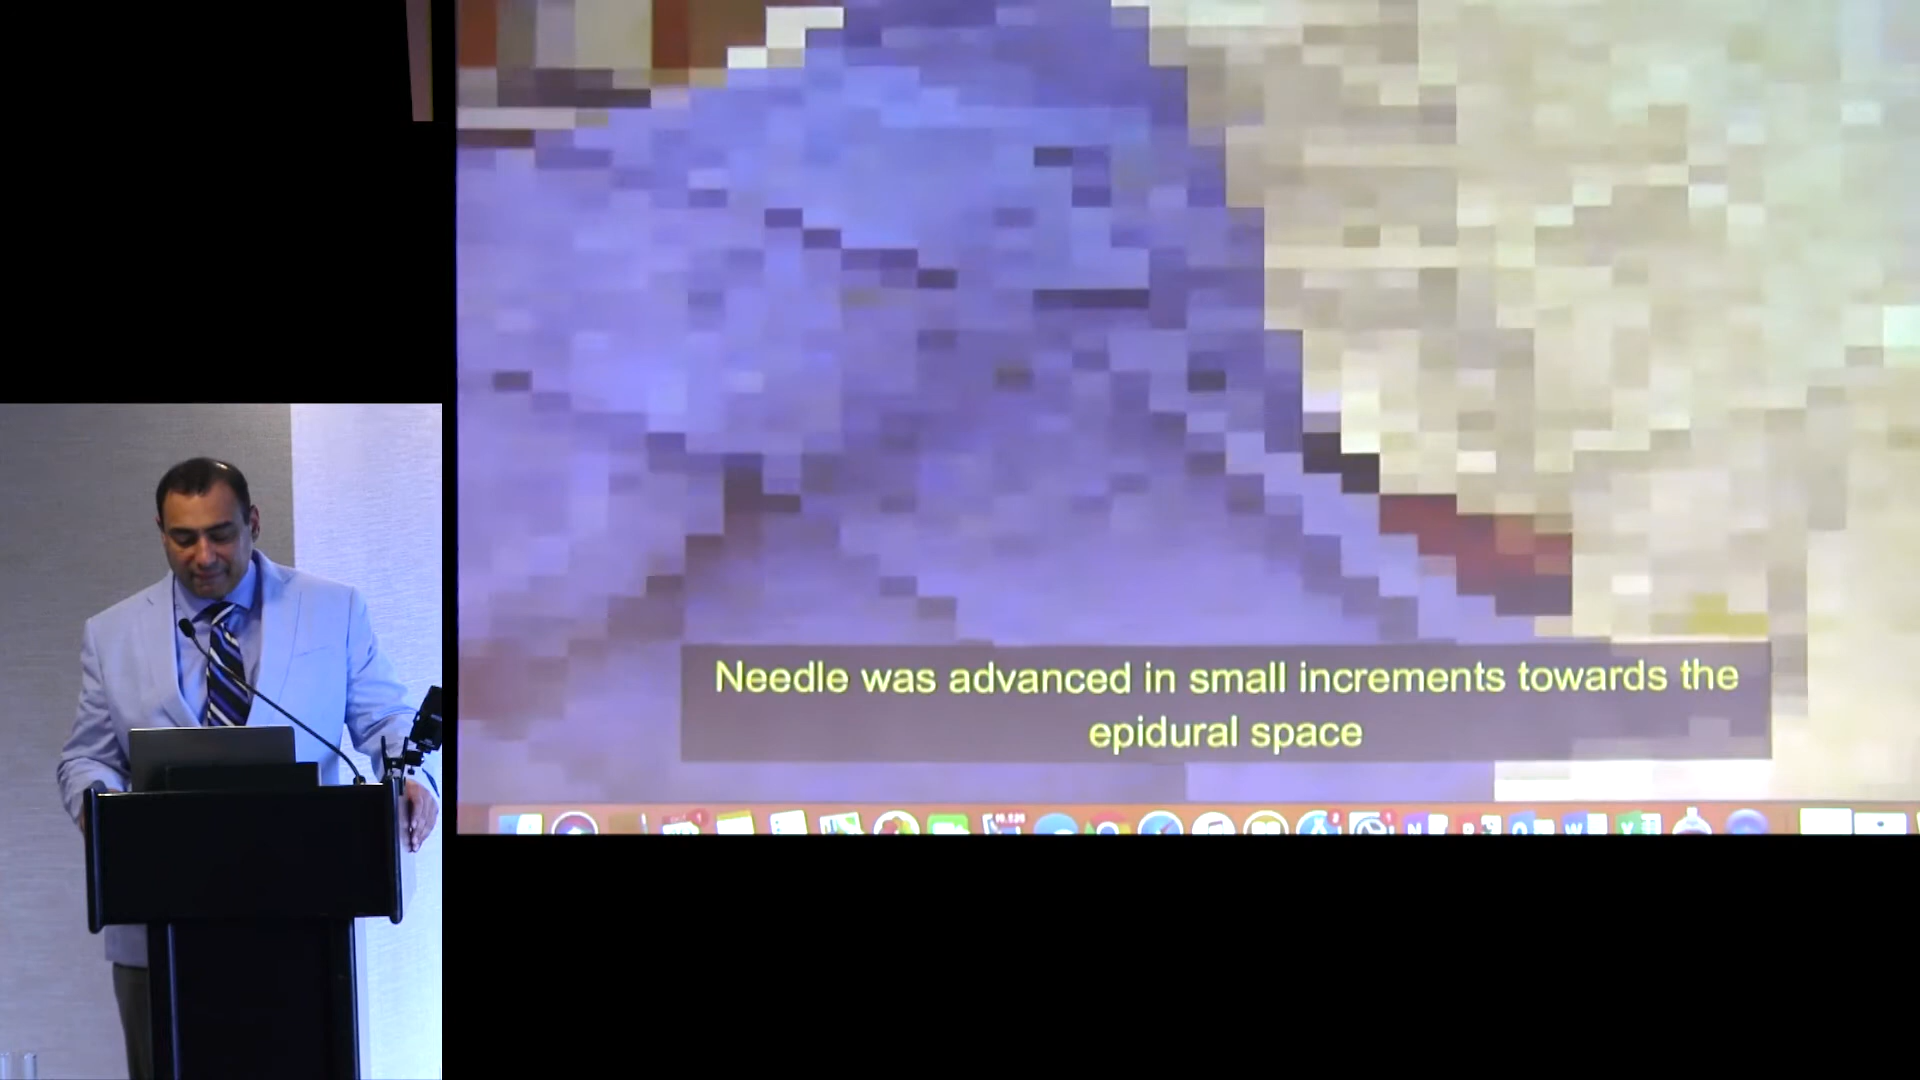 Needle was advanced in small increments towards the
epidural space